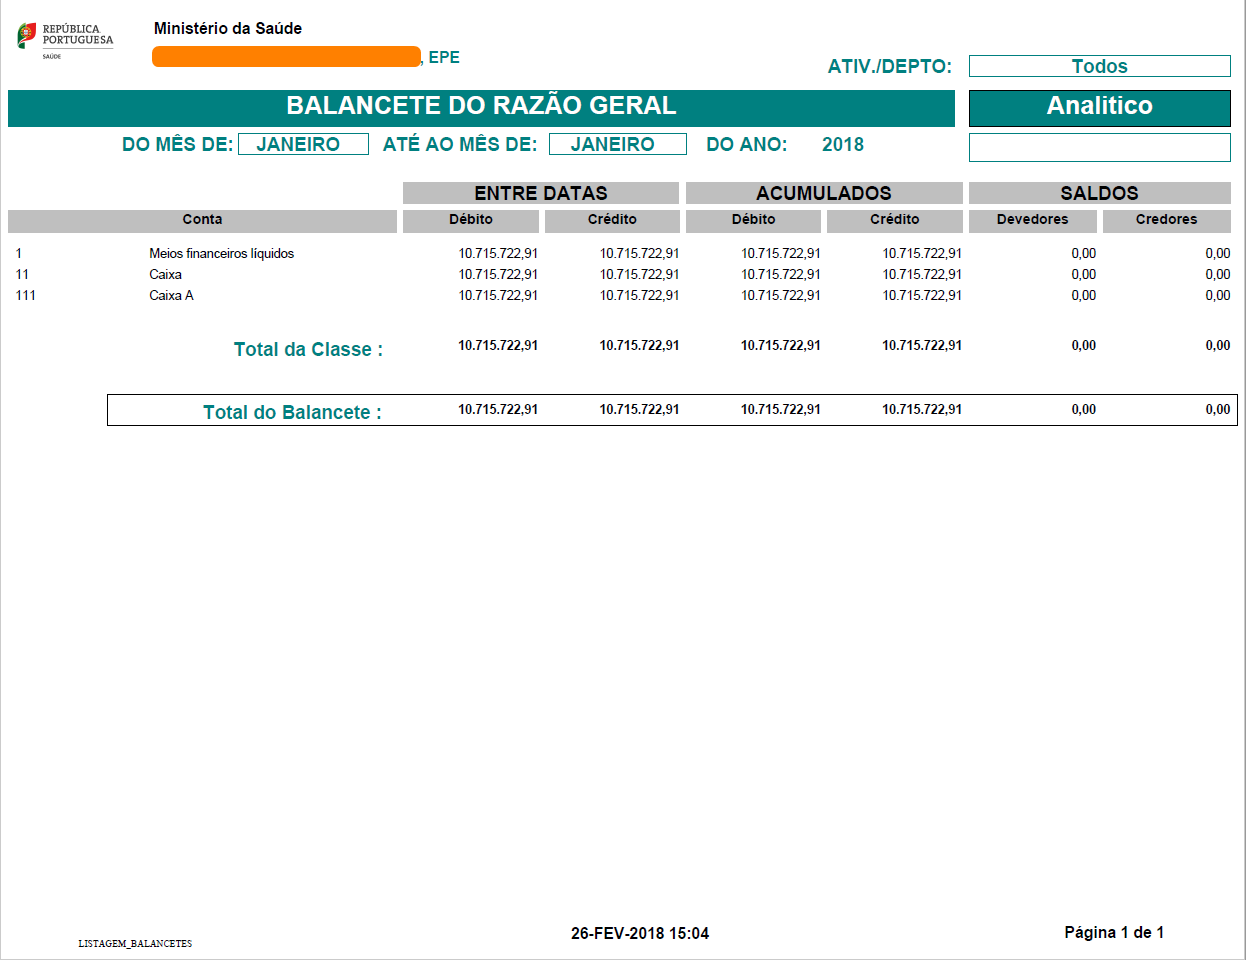 REPÚBLICA
PORTUGUESA
SAÚDE
Ministério da Saúde
, EPE
ATIV./DEPTO: Todos
BALANCETE DO RAZÃO GERAL Analitico
DO MÊS DE: JANEIRO ATÉ AO MÊS DE: JANEIRO DO ANO: 2018
ENTRE DATAS ACUMULADOS SALDOS
Conta Débito Crédito Débito Crédito Devedores Credores
1 Meios financeiros líquidos 10.715.722,91 10.715.722,91 10.715.722,91 10.715.722,91 0,00 0,00
11 Caixa 10.715.722,91 10.715.722,91 10.715.722,91 10.715.722,91 0,00 0,00
111 Caixa A 10.715.722,91 10.715.722,91 10.715.722,91 10.715.722,91 0,00 0,00
Total da Classe : 10.715.722,91 10.715.722,91 10.715.722,91 10.715.722,91 0,00 0,00
Total do Balancete : 10.715.722,91 10.715.722,91 10.715.722,91 10.715.722,91 0,00 0,00
LISTAGEM_BALANCETES 26-FEV-2018 15:04 Página 1 de 1